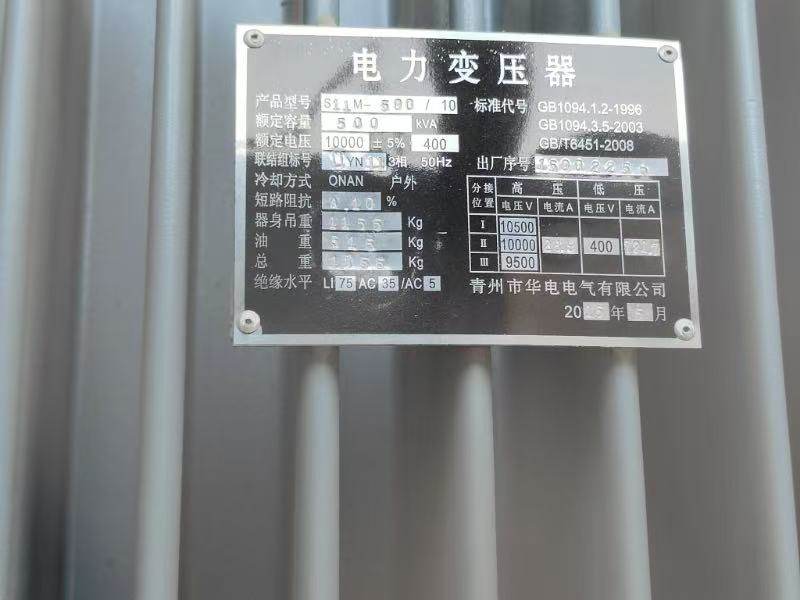 电力变压器
产品型号 S11M-500/10
额定容量 500 kVA
额定电压 10000 ± 5% 400
联结组标号 YN11 3相 50Hz
冷却方式 ONAN 户外
短路阻抗 %
器身吊重 Kg
油 重 Kg
总 重 Kg
绝缘水平 LI 75 AC 35 /AC 5
标准代号 GB1094.1.2-1996
GB1094.3.5-2003
GB/T6451-2008
出厂序号
分接位置 高压 低压
电压V 电流A 电压V 电流A
I 10500
II 10000 400
III 9500
青州市华电电气有限公司
年 月